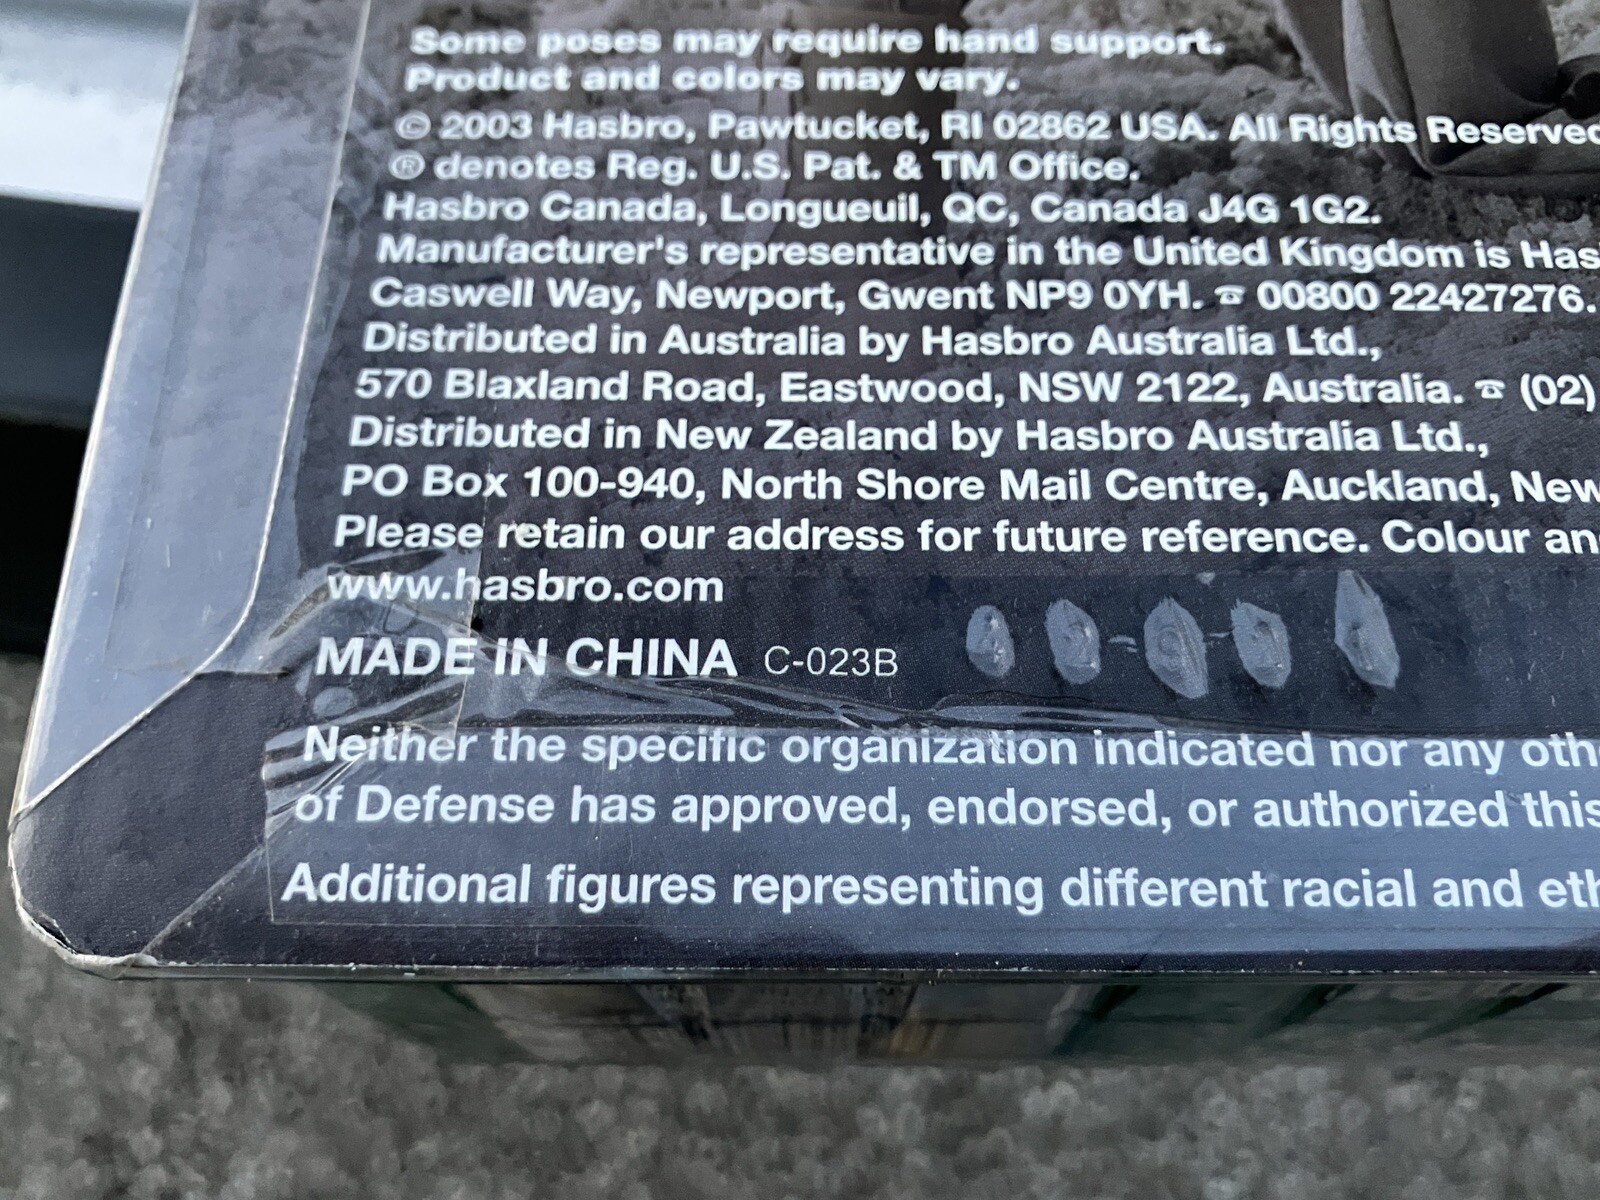 Some poses may require hand support.
Product and colors may vary.
© 2003 Hasbro, Pawtucket, RI 02862 USA. All Rights Reserved
® denotes Reg. U.S. Pat. & TM Office.
Hasbro Canada, Longueuil, QC, Canada J4G 1G2.
Manufacturer's representative in the United Kingdom is Has
Caswell Way, Newport, Gwent NP9 0YH. ☎ 00800 22427276.
Distributed in Australia by Hasbro Australia Ltd.,
570 Blaxland Road, Eastwood, NSW 2122, Australia. ☎ (02)
Distributed in New Zealand by Hasbro Australia Ltd.,
PO Box 100-940, North Shore Mail Centre, Auckland, New
Please retain our address for future reference. Colour an
www.hasbro.com
MADE IN CHINA C-023B
Neither the specific organization indicated nor any oth
of Defense has approved, endorsed, or authorized this
Additional figures representing different racial and eth